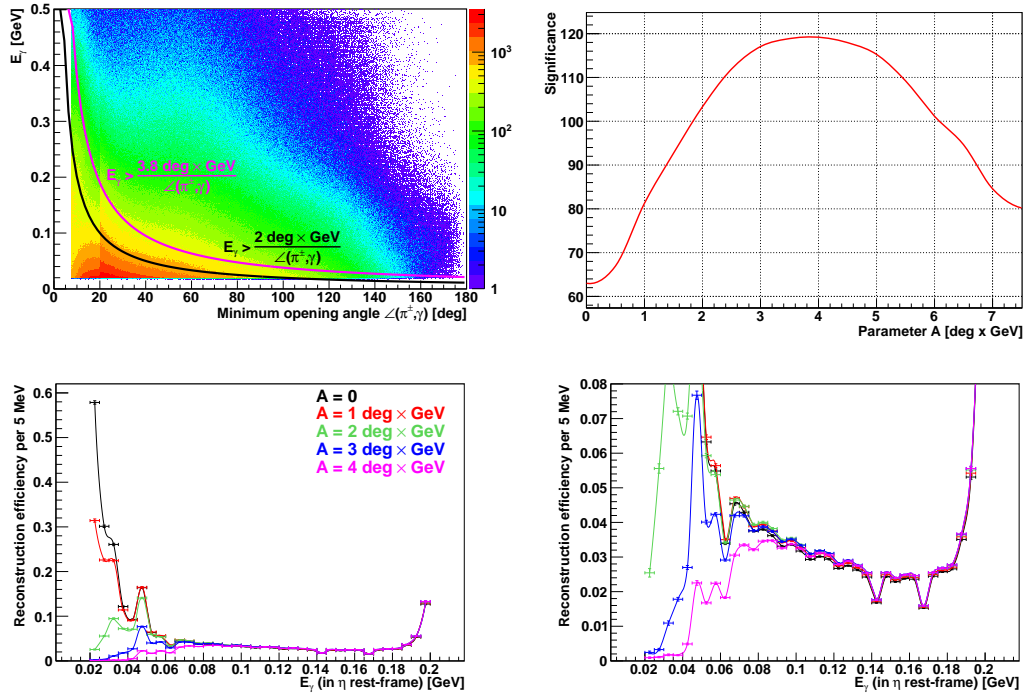 E_γ [GeV]
0.5
0.4
0.3
0.2
0.1
0
E_γ > 3.8 deg × GeV / ∠(π^±,γ)
E_γ > 2 deg × GeV / ∠(π^±,γ)
10^3
10^2
10
1
0 20 40 60 80 100 120 140 160 180
Minimum opening angle ∠(π^±,γ) [deg]
Significance
120
110
100
90
80
70
60
0 1 2 3 4 5 6 7
Parameter A [deg x GeV]
Reconstruction efficiency per 5 MeV
0.6
0.5
0.4
0.3
0.2
0.1
0
A = 0
A = 1 deg × GeV
A = 2 deg × GeV
A = 3 deg × GeV
A = 4 deg × GeV
0 0.02 0.04 0.06 0.08 0.1 0.12 0.14 0.16 0.18 0.2
E_γ (in η rest-frame) [GeV]
Reconstruction efficiency per 5 MeV
0.08
0.07
0.06
0.05
0.04
0.03
0.02
0.01
0
0 0.02 0.04 0.06 0.08 0.1 0.12 0.14 0.16 0.18 0.2
E_γ (in η rest-frame) [GeV]